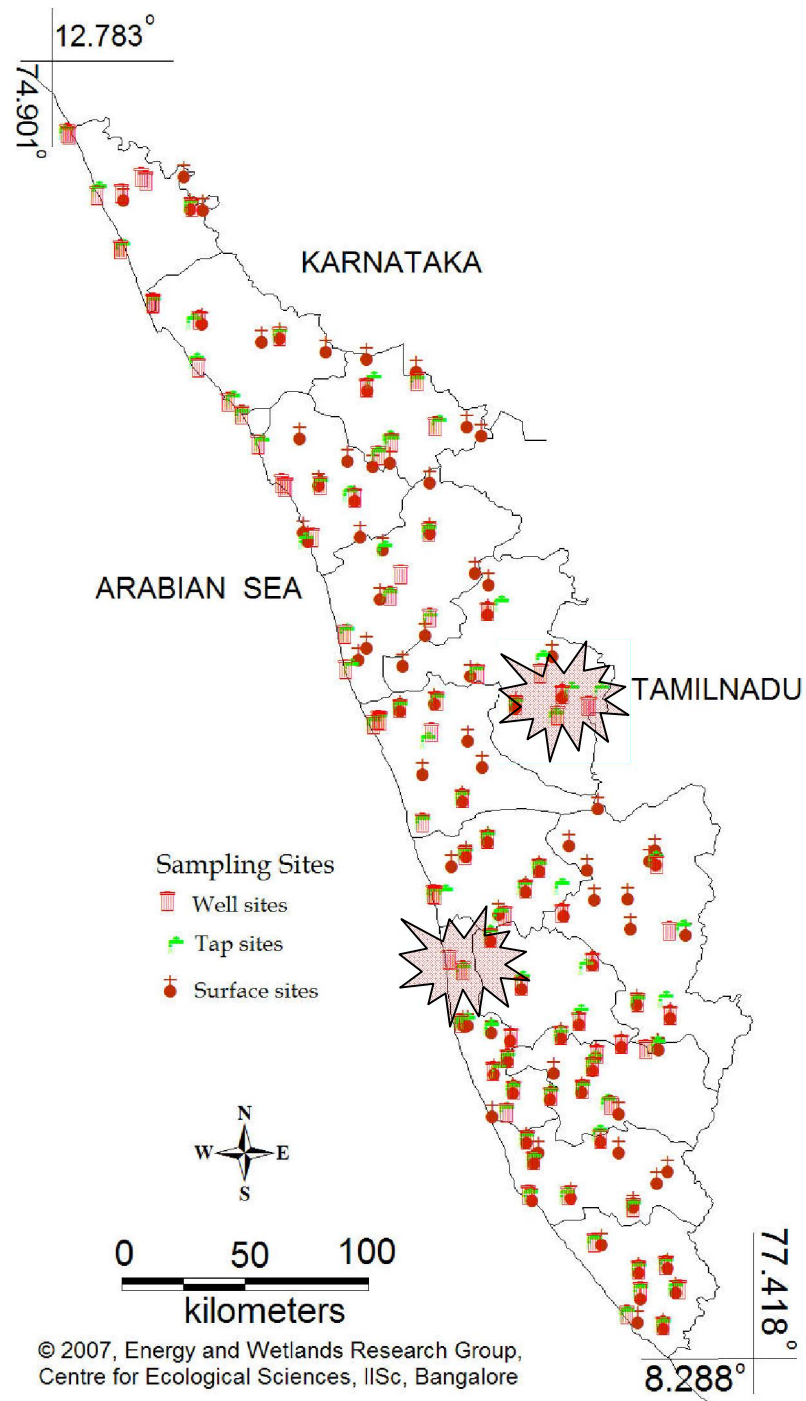 12.783°
74.901°
KARNATAKA
ARABIAN SEA
TAMILNADU
Sampling Sites
Well sites
Tap sites
Surface sites
N
W E
S
0 50 100
kilometers
77.418°
8.288°
© 2007, Energy and Wetlands Research Group,
Centre for Ecological Sciences, IISc, Bangalore